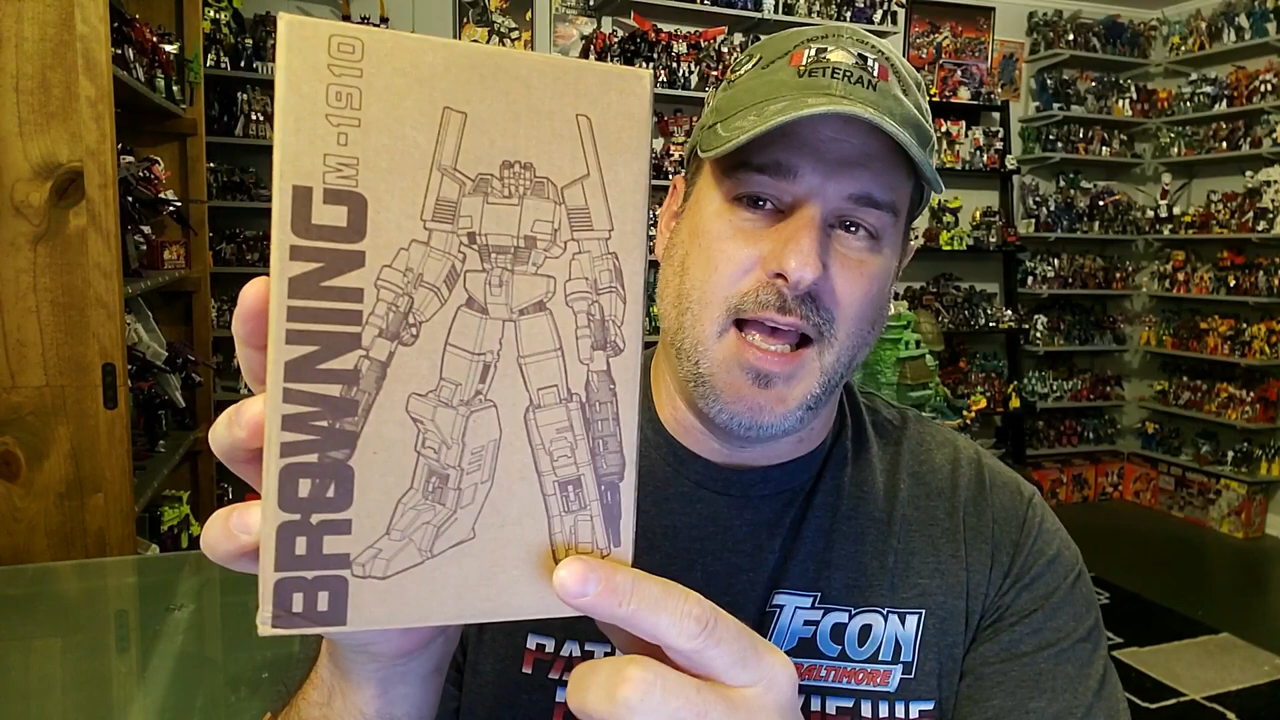 BROWNING
M-1910
VETERAN
TFCON
BALTIMORE